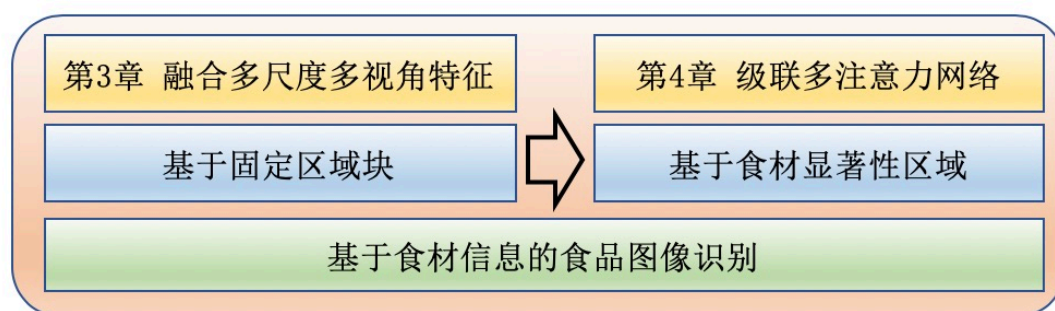 第3章 融合多尺度多视角特征
第4章 级联多注意力网络
基于固定区域块
基于食材显著性区域
基于食材信息的食品图像识别